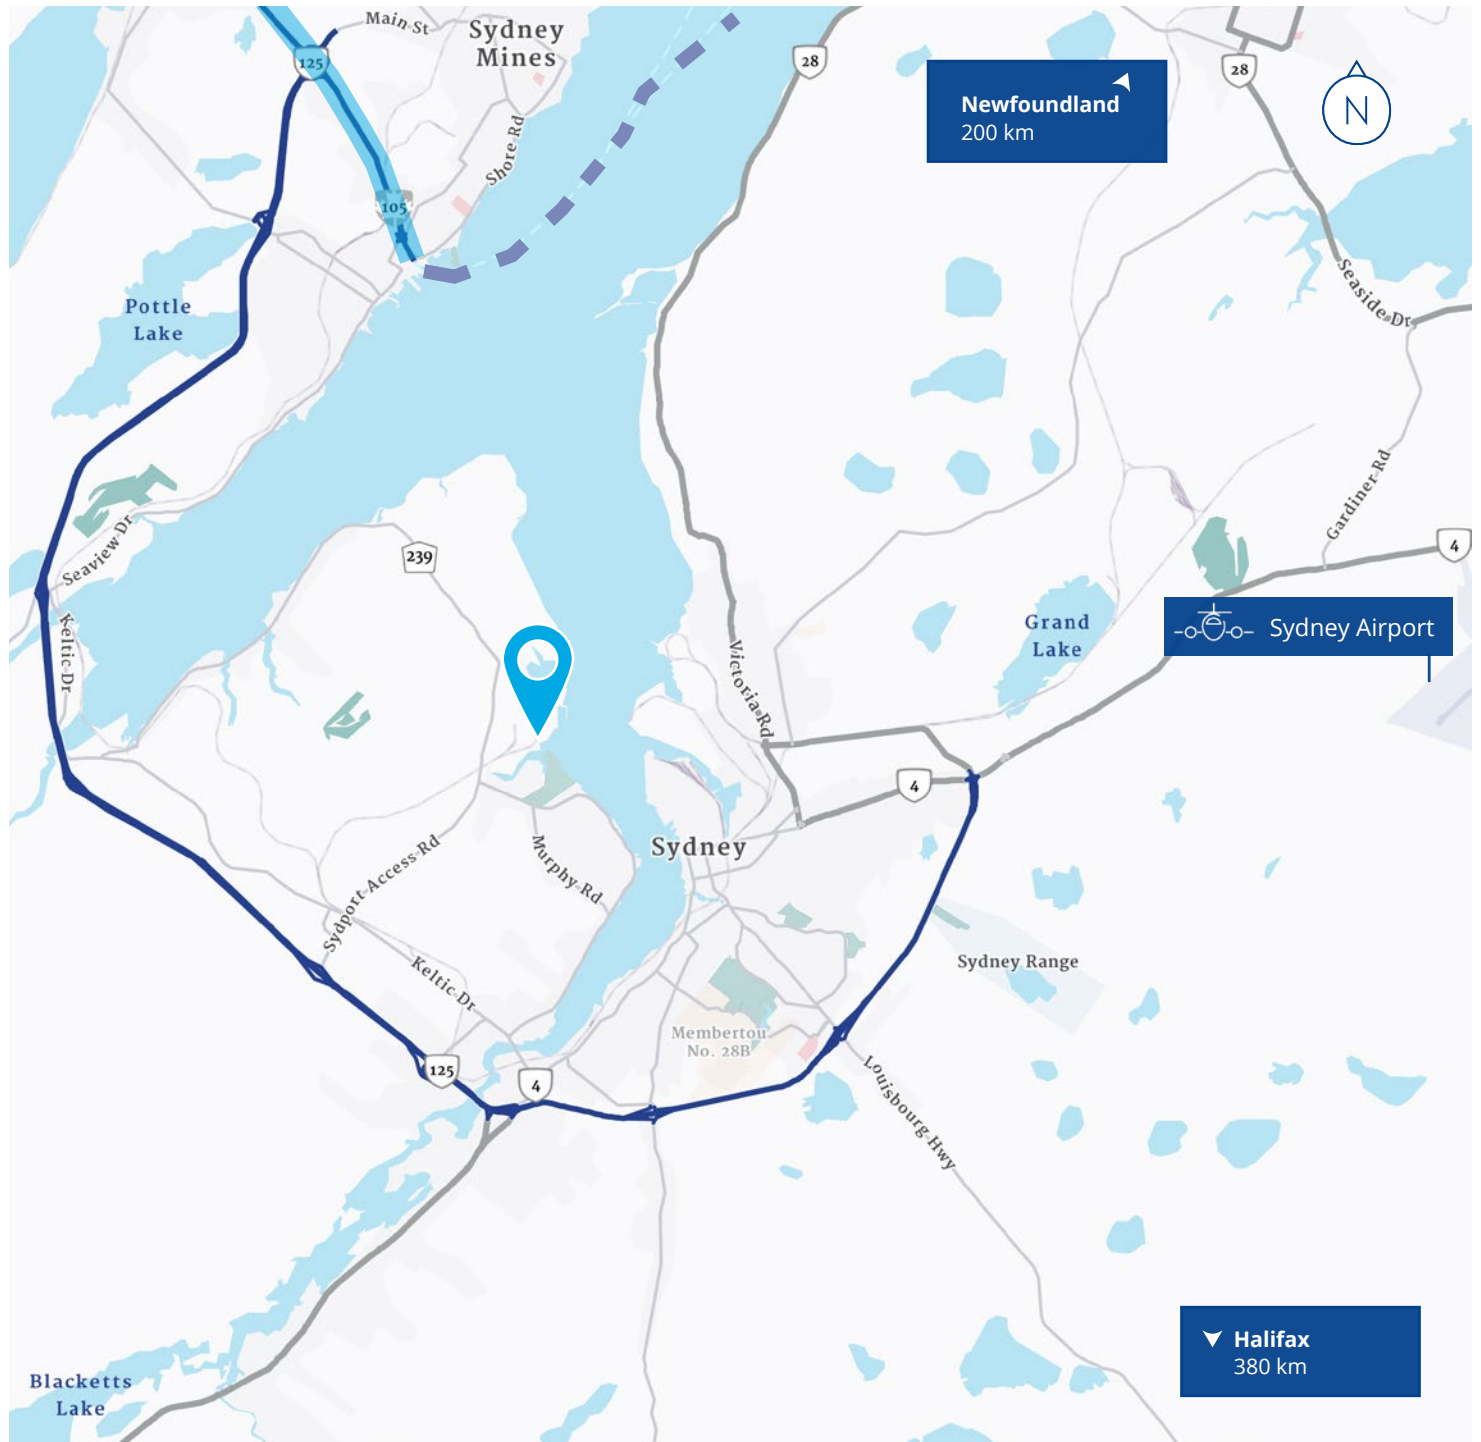 Main St
Sydney
Mines
125
28
28
Newfoundland
200 km
N
Shore Rd
105
Seaside Dr
Pottle
Lake
Gardiner Rd
4
239
Seaview Dr
Keltic Dr
Grand
Lake
Sydney Airport
Victoria Rd
4
Sydney
Sydport Access Rd
Murphy Rd
Keltic Dr
Sydney Range
Membertou
No. 28B
125
4
Louisbourg Hwy
Halifax
380 km
Blacketts
Lake